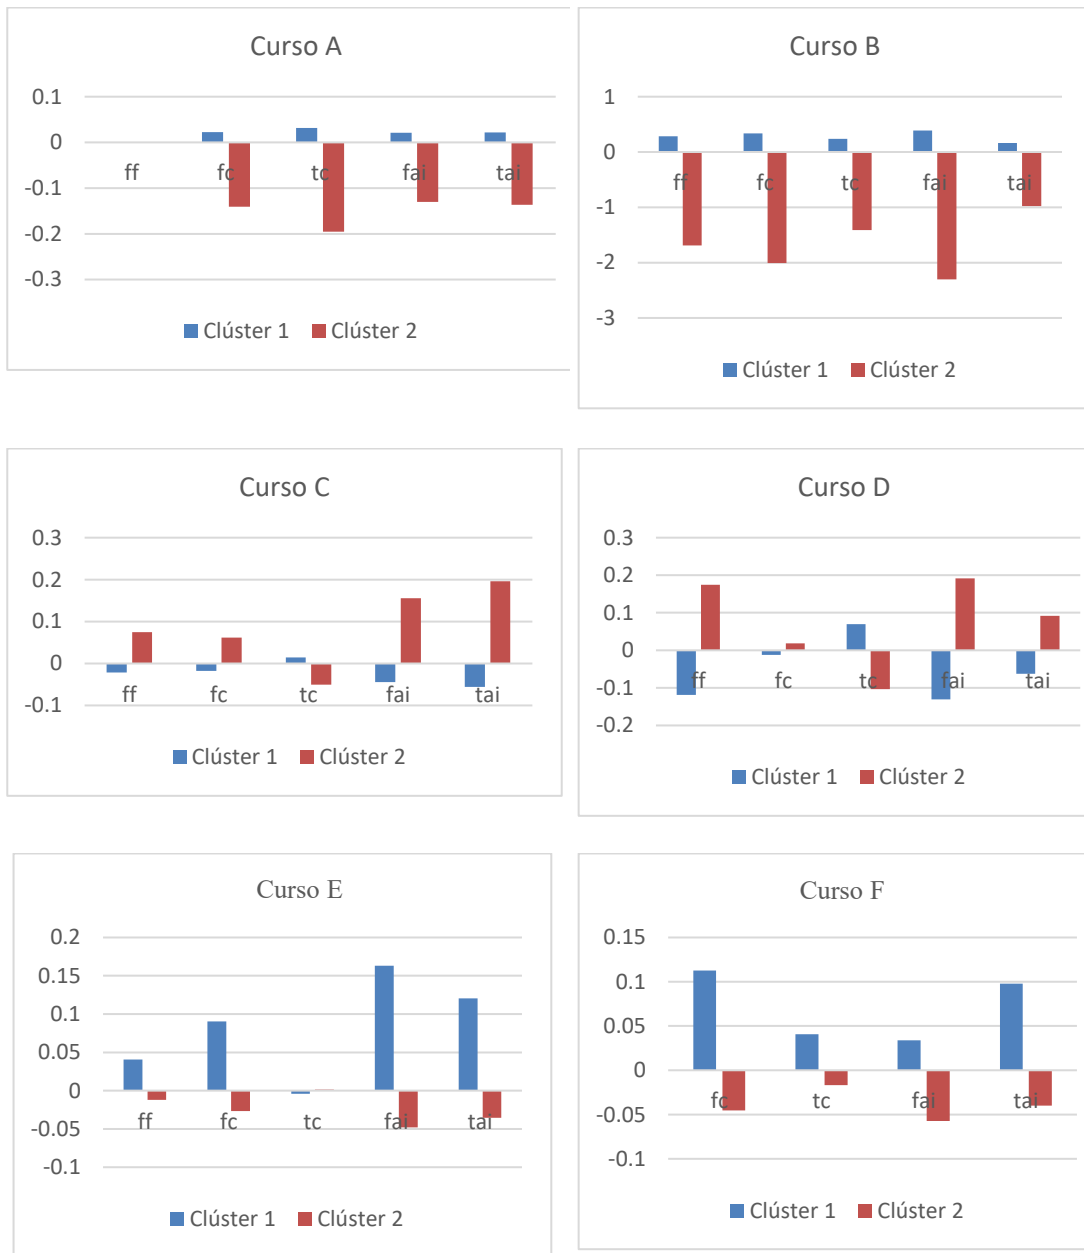 Curso A
0.1
0
-0.1
-0.2
-0.3
ff fc tc fai tai
Clúster 1 Clúster 2
Curso B
1
0
-1
-2
-3
ff fc tc fai tai
Clúster 1 Clúster 2
Curso C
0.3
0.2
0.1
0
-0.1
ff fc tc fai tai
Clúster 1 Clúster 2
Curso D
0.3
0.2
0.1
0
-0.1
-0.2
ff fc tc fai tai
Clúster 1 Clúster 2
Curso E
0.2
0.15
0.1
0.05
0
-0.05
-0.1
ff fc tc fai tai
Clúster 1 Clúster 2
Curso F
0.15
0.1
0.05
0
-0.05
-0.1
fc tc fai tai
Clúster 1 Clúster 2